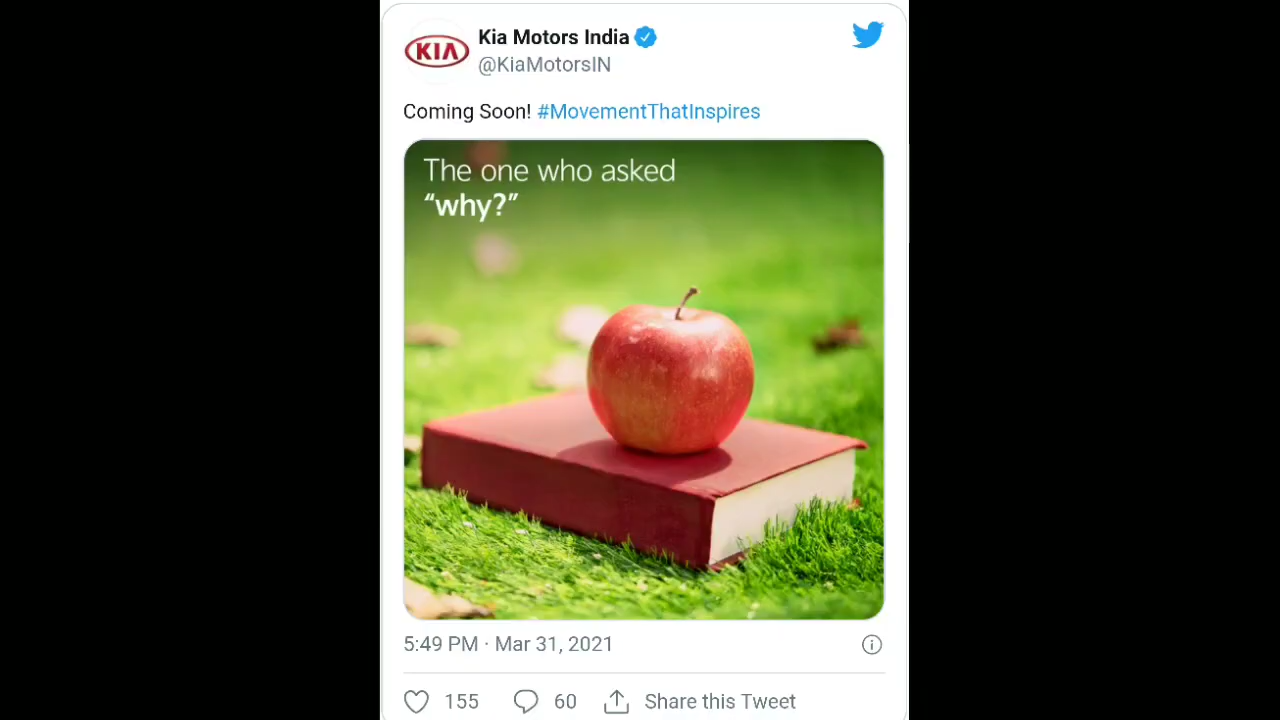 KIA
Kia Motors India
@KiaMotorsIN
Coming Soon! #MovementThatInspires
The one who asked
“why?”
5:49 PM · Mar 31, 2021
155 60 Share this Tweet